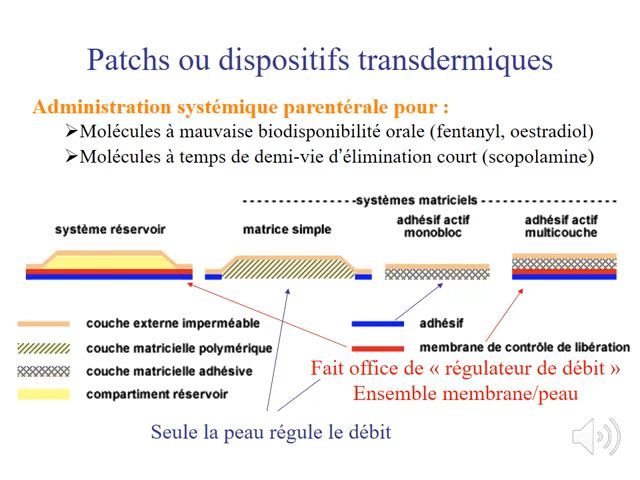 Patchs ou dispositifs transdermiques
Administration systémique parentérale pour :
➢Molécules à mauvaise biodisponibilité orale (fentanyl, oestradiol)
➢Molécules à temps de demi-vie d'élimination court (scopolamine)
systèmes matriciels
système réservoir
matrice simple
adhésif actif
monobloc
adhésif actif
multicouche
couche externe imperméable
couche matricielle polymérique
couche matricielle adhésive
compartiment réservoir
adhésif
membrane de contrôle de libération
Fait office de « régulateur de débit »
Ensemble membrane/peau
Seule la peau régule le débit